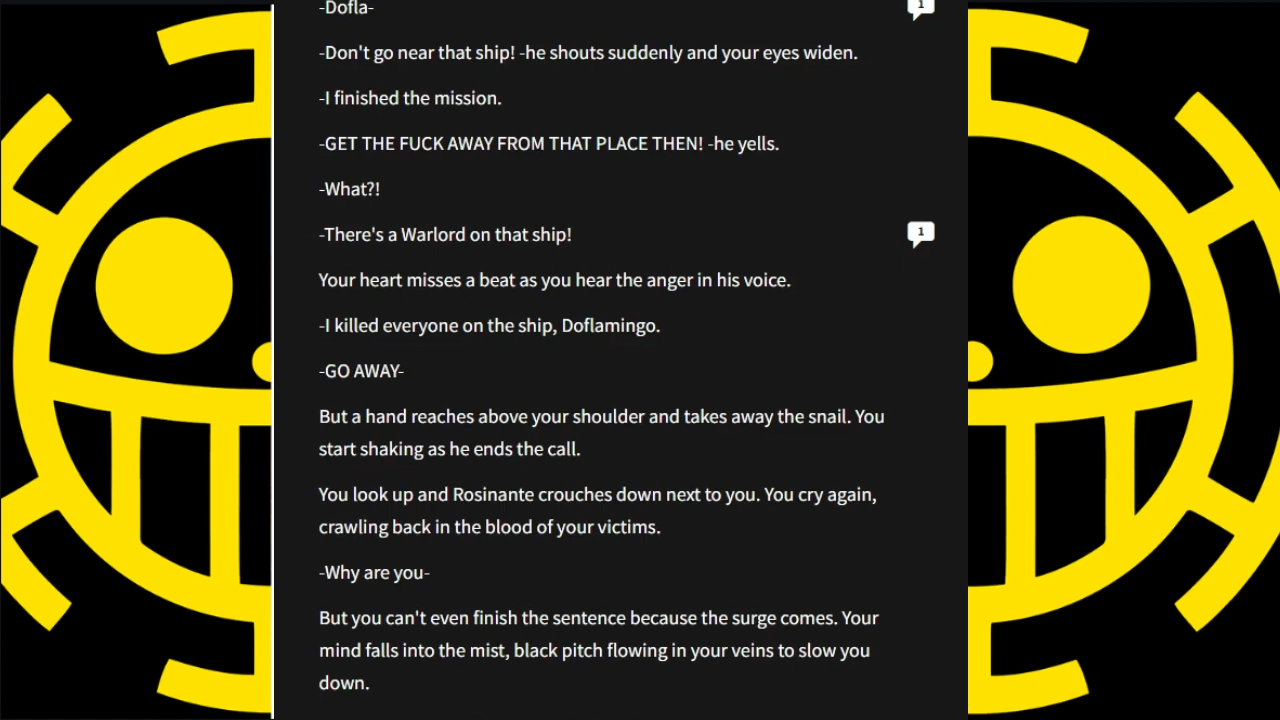 -Dofla-
1
-Don't go near that ship! -he shouts suddenly and your eyes widen.
-I finished the mission.
-GET THE FUCK AWAY FROM THAT PLACE THEN! -he yells.
-What?!
-There's a Warlord on that ship!
1
Your heart misses a beat as you hear the anger in his voice.
-I killed everyone on the ship, Doflamingo.
-GO AWAY-
But a hand reaches above your shoulder and takes away the snail. You
start shaking as he ends the call.
You look up and Rosinante crouches down next to you. You cry again,
crawling back in the blood of your victims.
-Why are you-
But you can't even finish the sentence because the surge comes. Your
mind falls into the mist, black pitch flowing in your veins to slow you
down.